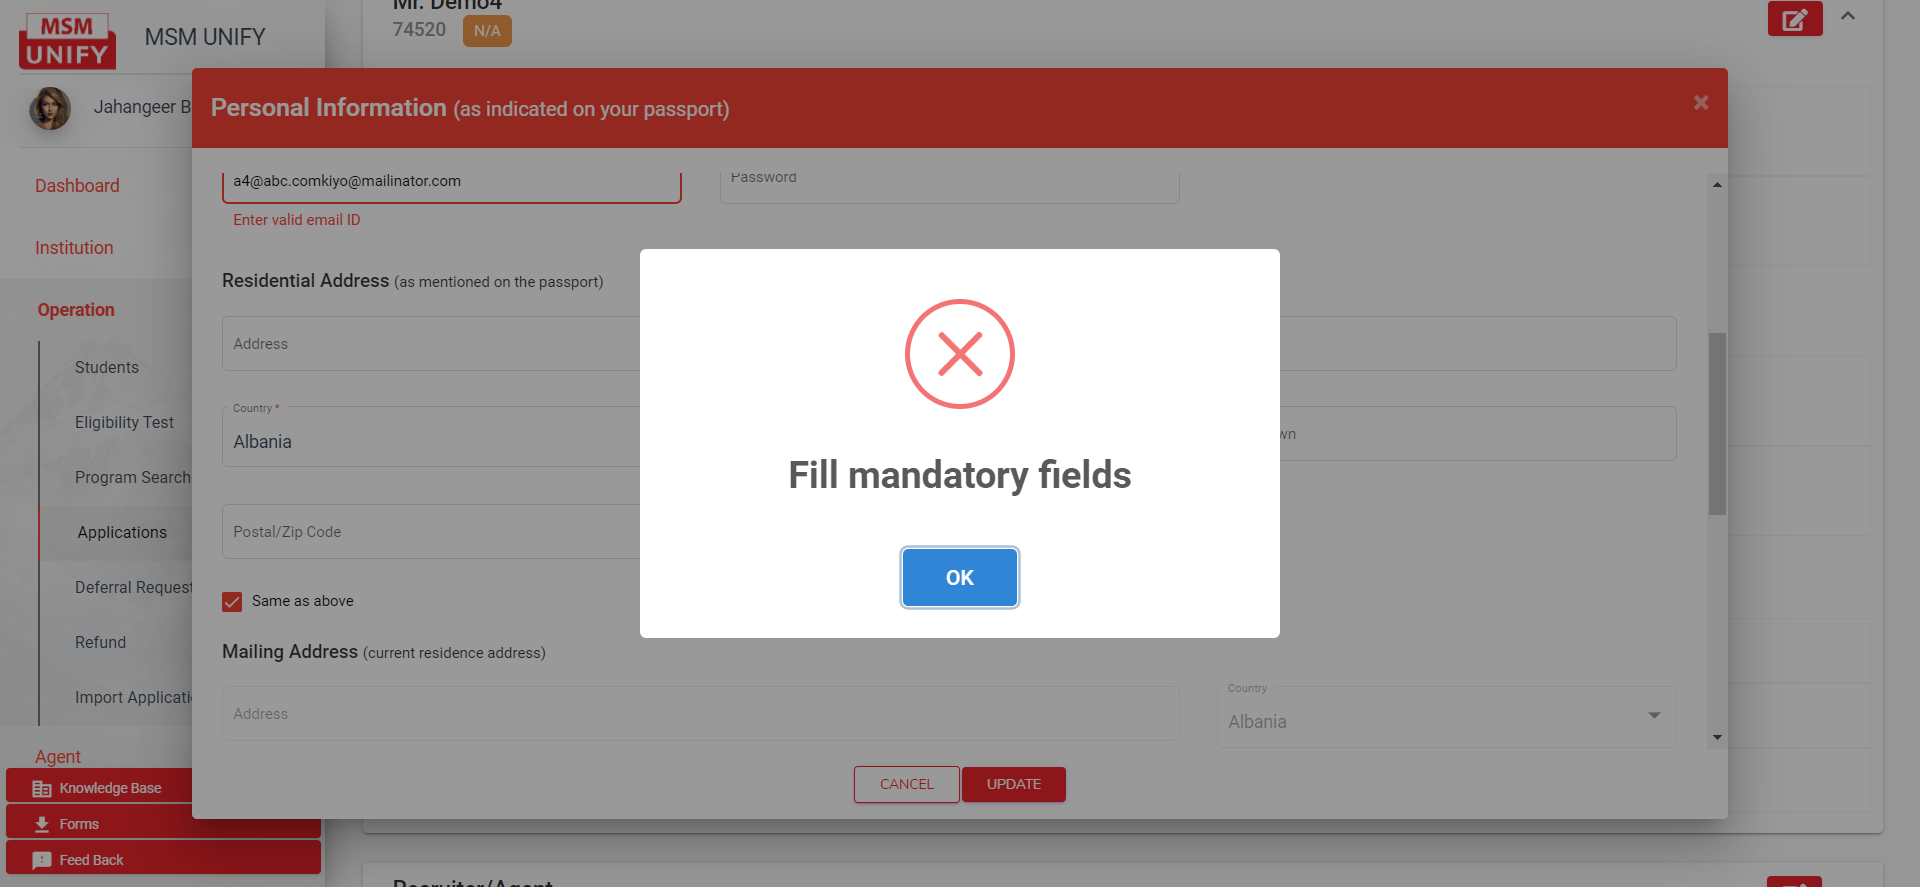 MSM
UNIFY
MSM UNIFY
Jahangeer B
Dashboard
Institution
Operation
Students
Eligibility Test
Program Search
Applications
Deferral Request
Refund
Import Applicati
Agent
Knowledge Base
Forms
Feed Back
Mr. Demo4
74520
N/A
Personal Information (as indicated on your passport)
×
a4@abc.comkiyo@mailinator.com
Password
Enter valid email ID
Residential Address (as mentioned on the passport)
Address
Country *
Albania
wn
Postal/Zip Code
Same as above
Mailing Address (current residence address)
Address
Country
Albania
CANCEL
UPDATE
Fill mandatory fields
OK
Recruiter/Agent